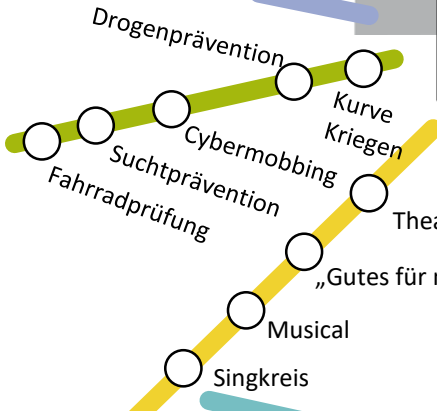 Drogenprävention
Kurve
Kriegen
Cybermobbing
Suchtprävention
Fahrradprüfung
„Gutes für
Musical
Singkreis